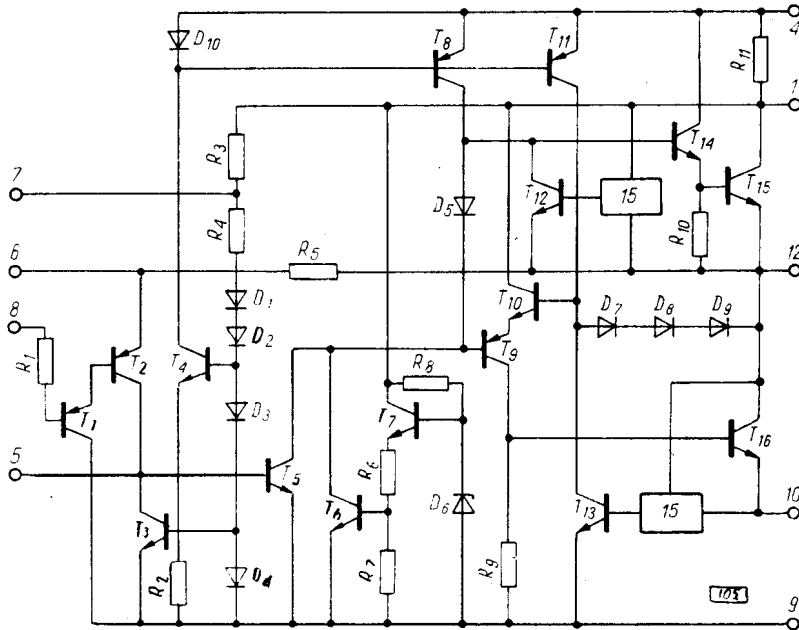 4
D10
T8
T11
R11
1
R3
T14
7
T12
15
T15
D5
R4
R10
6
R5
12
8
D1
T10
D7
D8
D9
R1
T2
D2
T4
T9
R8
D3
T1
T7
T16
5
T5
R6
D6
T6
T13
15
10
T3
R2
D4
R7
R9
105
9